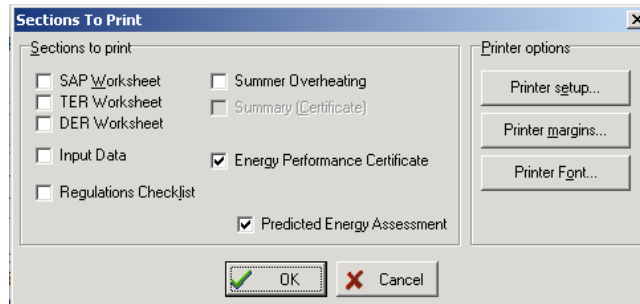 Sections To Print
Sections to print
SAP Worksheet
TER Worksheet
DER Worksheet
Input Data
Regulations Checklist
Summer Overheating
Summary (Certificate)
Energy Performance Certificate
Predicted Energy Assessment
Printer options
Printer setup...
Printer margins...
Printer Font...
OK
Cancel